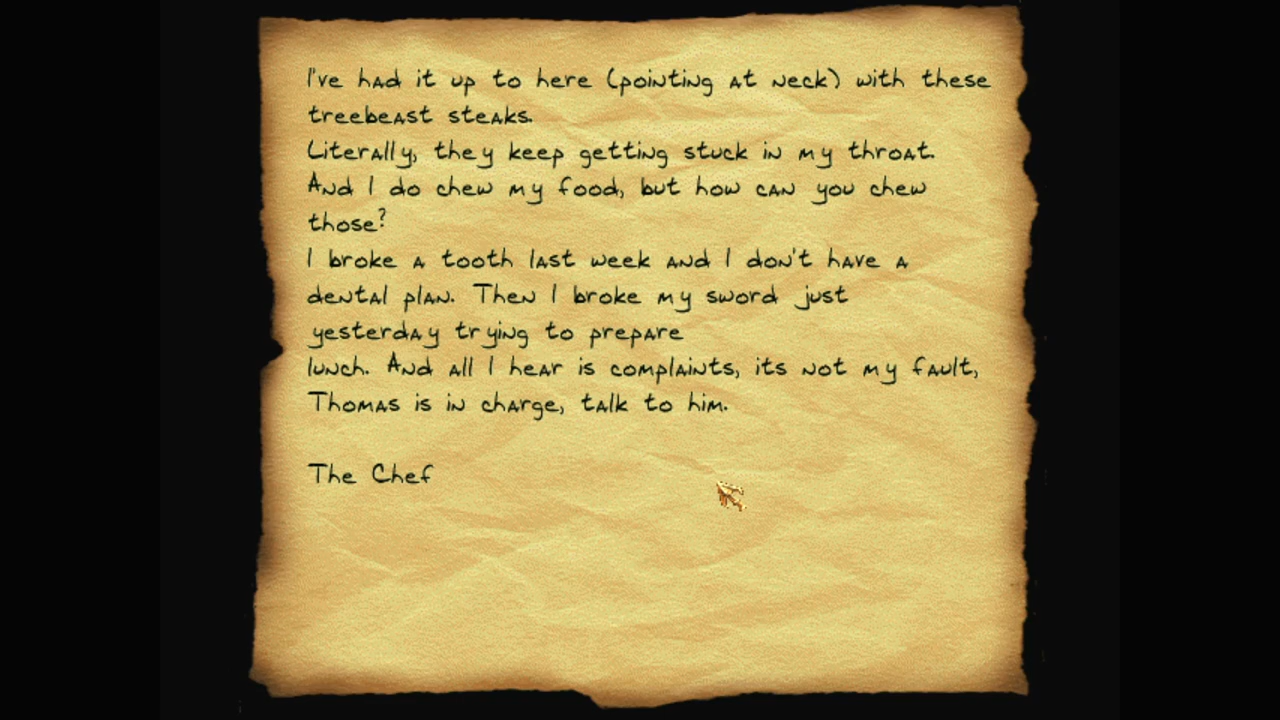 I've had it up to here (pointing at neck) with these
treebeast steaks.
Literally, they keep getting stuck in my throat.
And I do chew my food, but how can you chew
those?
I broke a tooth last week and I don't have a
dental plan. Then I broke my sword just
yesterday trying to prepare
lunch. And all I hear is complaints, its not my fault,
Thomas is in charge, talk to him.
The Chef